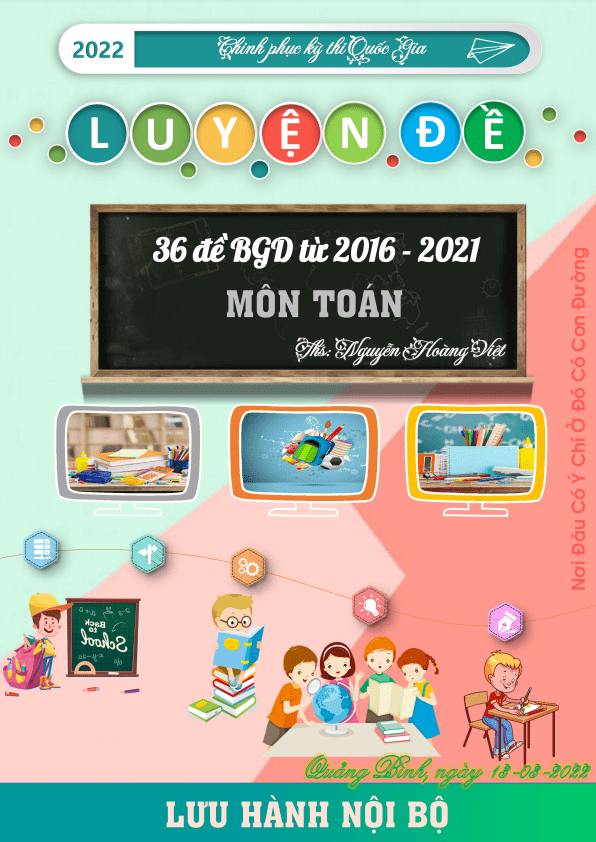 2022
Chinh phục kỳ thi Quốc Gia
LUYỆN ĐỀ
36 đề BGD từ 2016 - 2021
MÔN TOÁN
Ths: Nguyễn Hoàng Việt
Nơi Đâu Có Ý Chí Ở Đó Có Con Đường
Back
to
School
Quảng Bình, ngày 13-03-2022
LƯU HÀNH NỘI BỘ